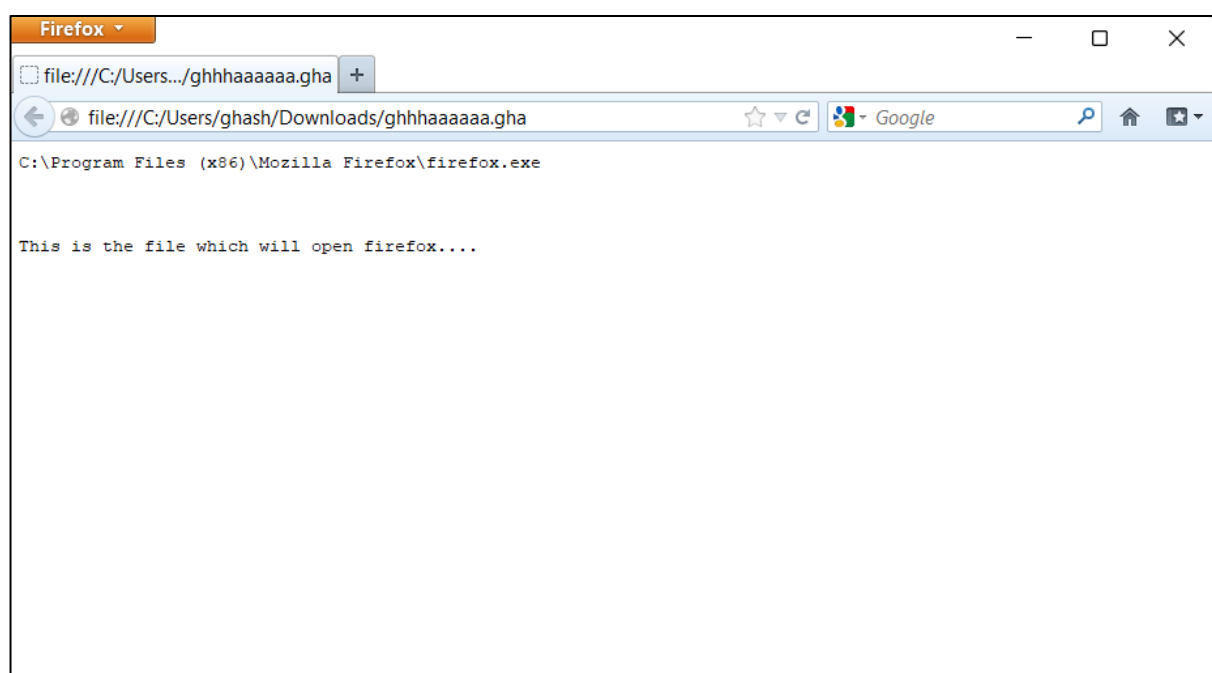 Firefox
file:///C:/Users.../ghhhaaaaaa.gha
file:///C:/Users/ghash/Downloads/ghhhaaaaaa.gha
Google
C:\Program Files (x86)\Mozilla Firefox\firefox.exe
This is the file which will open firefox....